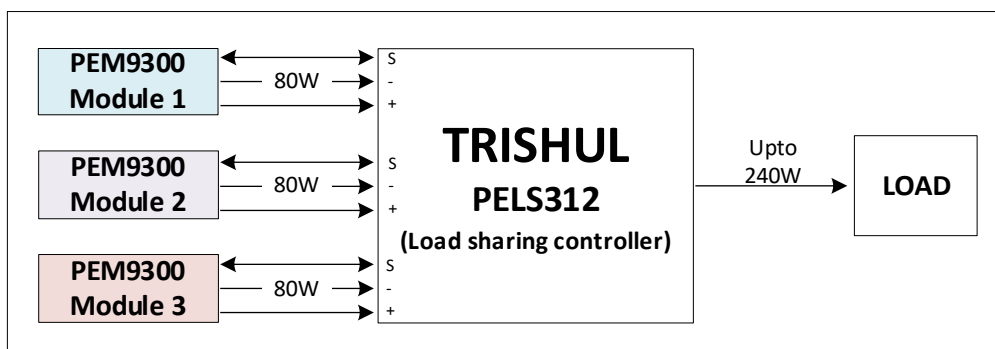 PEM9300
Module 1
80W
S
-
+
PEM9300
Module 2
80W
S
-
+
PEM9300
Module 3
80W
S
-
+
TRISHUL
PELS312
(Load sharing controller)
Upto
240W
LOAD